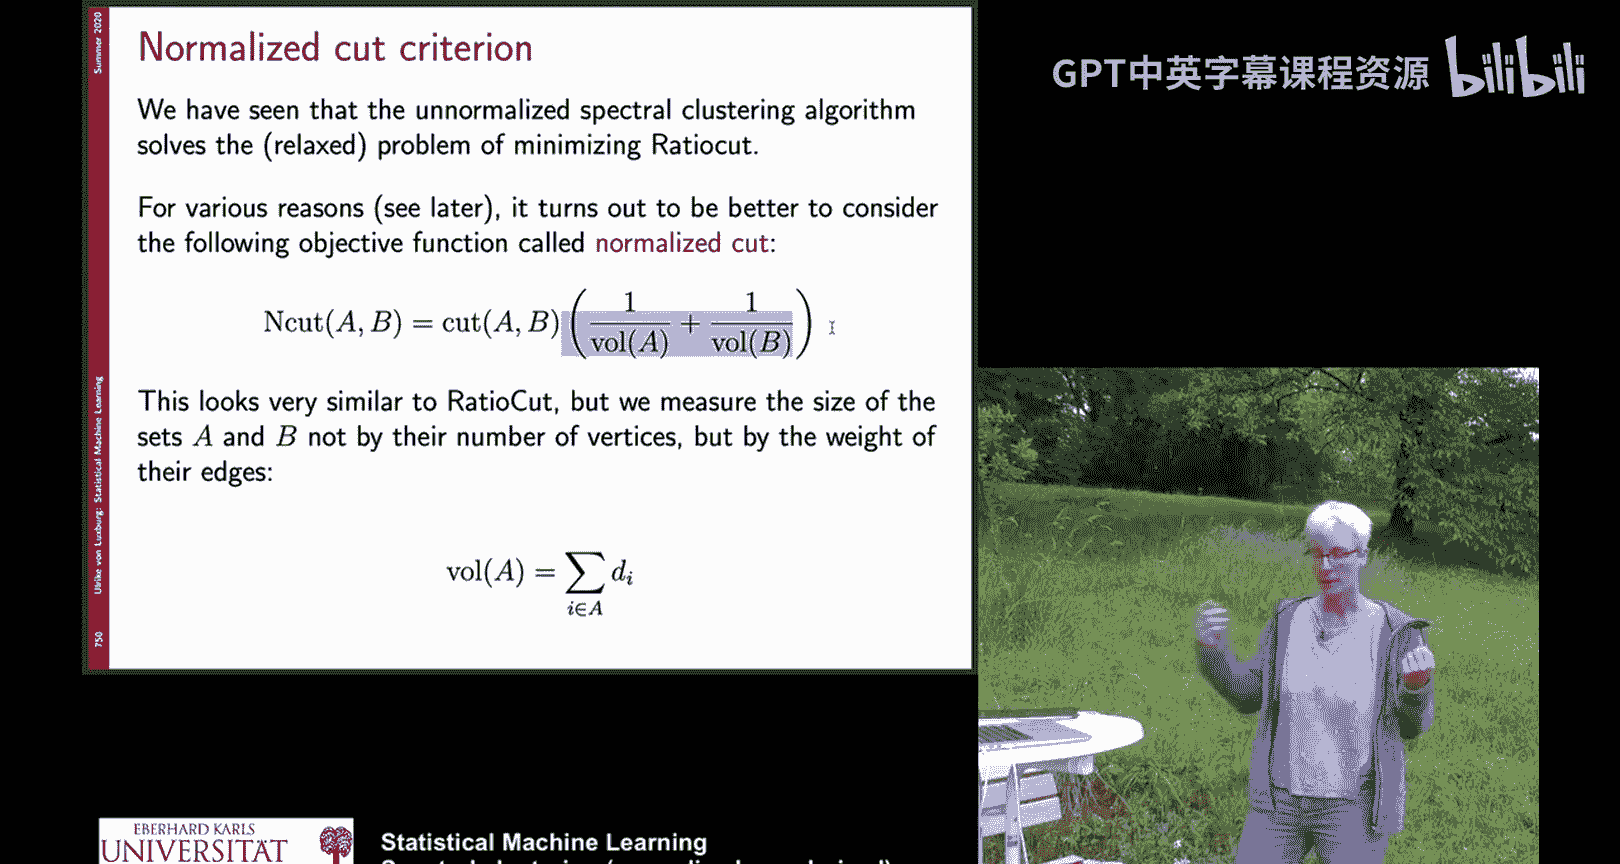 Summer 2020
Normalized cut criterion
We have seen that the unnormalized spectral clustering algorithm
solves the (relaxed) problem of minimizing Ratiocut.
For various reasons (see later), it turns out to be better to consider
the following objective function called normalized cut:
Ncut(A, B) = cut(A, B) ( 1/vol(A) + 1/vol(B) )
This looks very similar to RatioCut, but we measure the size of the
sets A and B not by their number of vertices, but by the weight of
their edges:
vol(A) = ∑_{i∈A} d_i
Ulrike von Luxburg: Statistical Machine Learning
750
GPT中英字幕课程资源
bilibili
EBERHARD KARLS
UNIVERSITÄT
Statistical Machine Learning